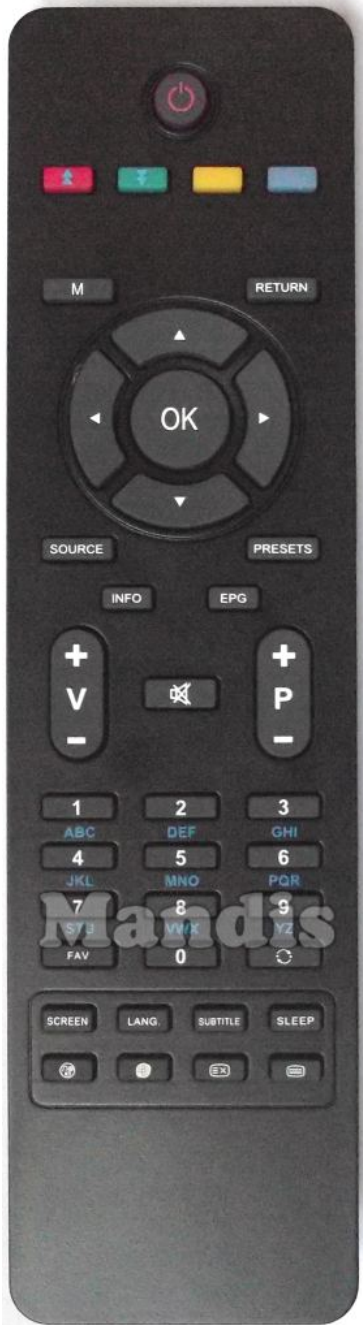 M RETURN
OK
SOURCE PRESETS
INFO EPG
+ +
V P
- -
1 2 3
ABC DEF GHI
4 5 6
JKL MNO PQR
7 8 9
STU VWX YZ
Mandis
FAV 0
SCREEN LANG. SUBTITLE SLEEP